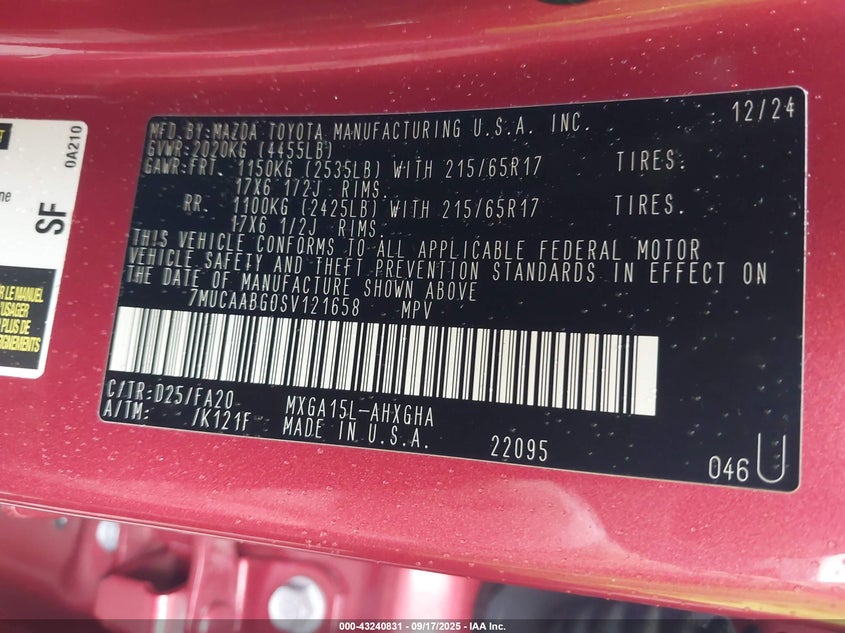 MFD.BY:MAZDA TOYOTA MANUFACTURING U.S.A. INC. 12/24
GVWR:2020KG (4455LB)
GAWR:FRT. 1150KG (2535LB) WITH 215/65R17 TIRES.
17X6 1/2J RIMS.
RR. 1100KG (2425LB) WITH 215/65R17 TIRES.
17X6 1/2J RIMS.
THIS VEHICLE CONFORMS TO ALL APPLICABLE FEDERAL MOTOR
VEHICLE SAFETY AND THEFT PREVENTION STANDARDS IN EFFECT ON
THE DATE OF MANUFACTURE SHOWN ABOVE
7MUCAABG0SV121658 MPV
C/TR:D25/FA20 MXGA15L-AHXGHA
A/TM: /K121F MADE IN U.S.A. 22095
046 U
0A210
SF
R LE MANUEL
PLUS DE
000-43240831 - 09/17/2025 - IAA Inc.